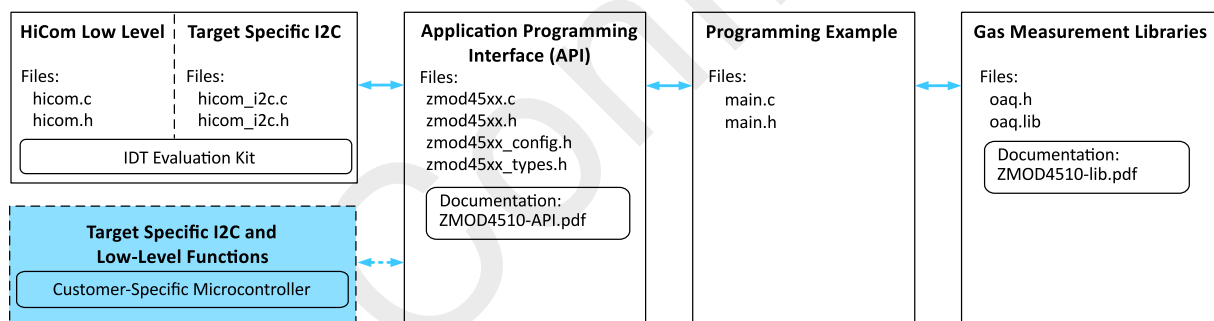 HiCom Low Level
Files:
hicom.c
hicom.h
Target Specific I2C
Files:
hicom_i2c.c
hicom_i2c.h
IDT Evaluation Kit
Target Specific I2C and
Low-Level Functions
Customer-Specific Microcontroller
Application Programming
Interface (API)
Files:
zmod45xx.c
zmod45xx.h
zmod45xx_config.h
zmod45xx_types.h
Documentation:
ZMOD4510-API.pdf
Programming Example
Files:
main.c
main.h
Gas Measurement Libraries
Files:
oaq.h
oaq.lib
Documentation:
ZMOD4510-lib.pdf